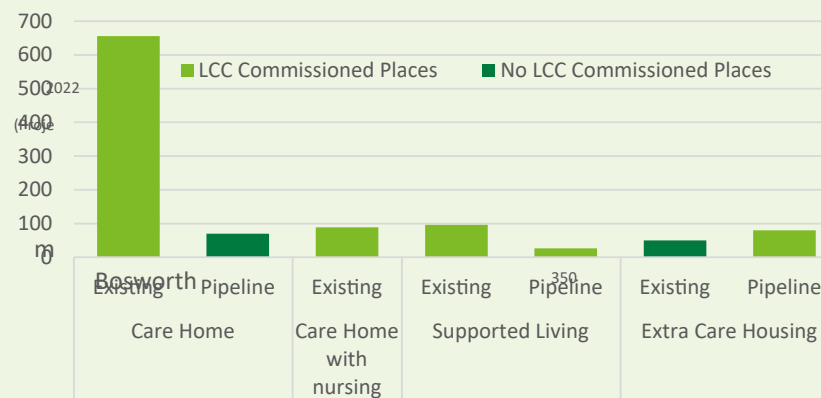 700
600
LCC Commissioned Places No LCC Commissioned Places
500
2022
400
(Proje
300
200
100
m
0
Bosworth
350
Existing Pipeline Existing Existing Pipeline Existing Pipeline
Care Home Care Home with nursing Supported Living Extra Care Housing